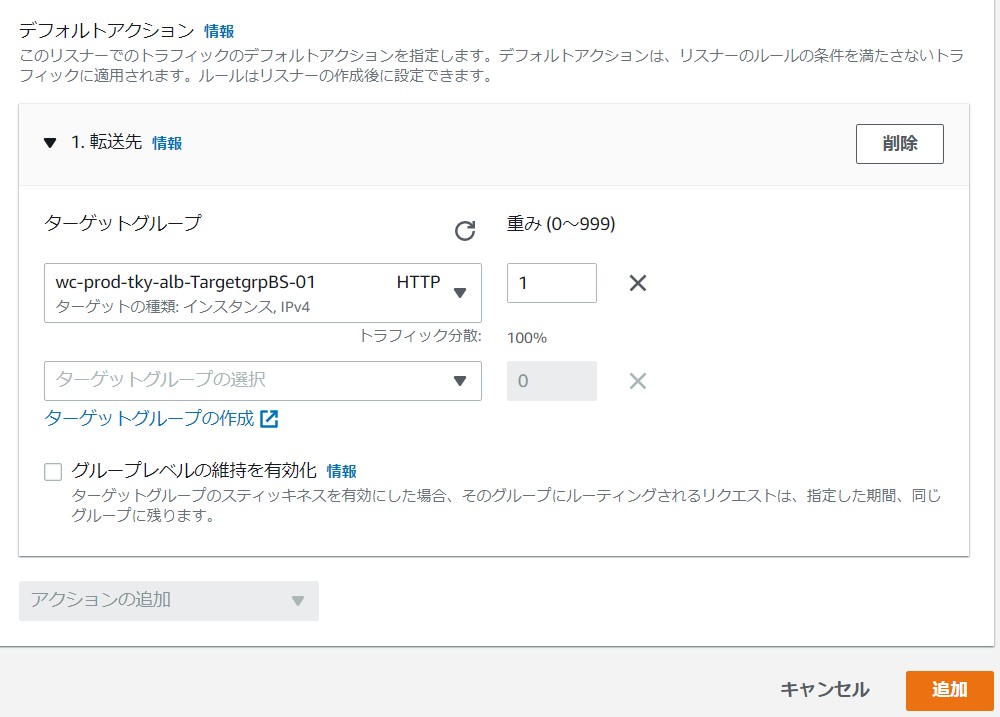 デフォルトアクション 情報
このリスナーでのトラフィックのデフォルトアクションを指定します。デフォルトアクションは、リスナーのルールの条件を満たさないトラ
フィックに適用されます。ルールはリスナーの作成後に設定できます。
1. 転送先 情報
削除
ターゲットグループ
重み (0～999)
wc-prod-tky-alb-TargetgrpBS-01 HTTP
ターゲットの種類: インスタンス, IPv4
1
トラフィック分散: 100%
ターゲットグループの選択
0
ターゲットグループの作成
グループレベルの維持を有効化 情報
ターゲットグループのスティッキネスを有効にした場合、そのグループにルーティングされるリクエストは、指定した期間、同じ
グループに残ります。
アクションの追加
キャンセル
追加